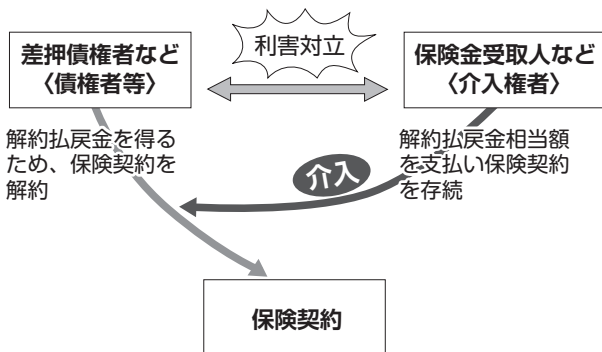 差押債権者など
〈債権者等〉
利害対立
保険金受取人など
〈介入権者〉
解約払戻金を得る
ため、保険契約を
解約
介入
解約払戻金相当額
を支払い保険契約
を存続
保険契約